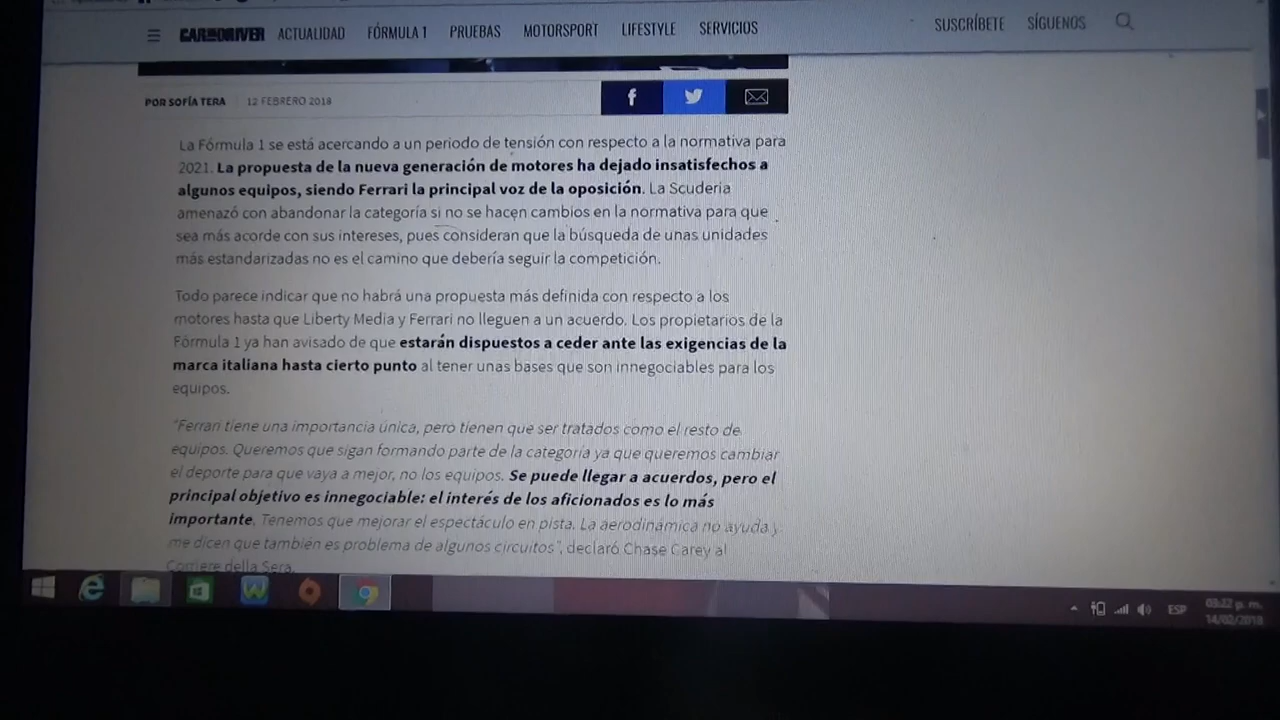 CAR AND DRIVER ACTUALIDAD FÓRMULA 1 PRUEBAS MOTORSPORT LIFESTYLE SERVICIOS SUSCRÍBETE SÍGUENOS
POR SOFÍA TERA 12 FEBRERO 2018
La Fórmula 1 se está acercando a un periodo de tensión con respecto a la normativa para
2021. La propuesta de la nueva generación de motores ha dejado insatisfechos a
algunos equipos, siendo Ferrari la principal voz de la oposición. La Scuderia
amenazó con abandonar la categoría si no se hacen cambios en la normativa para que
sea más acorde con sus intereses, pues consideran que la búsqueda de unas unidades
más estandarizadas no es el camino que debería seguir la competición.
Todo parece indicar que no habrá una propuesta más definida con respecto a los
motores hasta que Liberty Media y Ferrari no lleguen a un acuerdo. Los propietarios de la
Fórmula 1 ya han avisado de que estarán dispuestos a ceder ante las exigencias de la
marca italiana hasta cierto punto al tener unas bases que son innegociables para los
equipos.
"Ferrari tiene una importancia única, pero tienen que ser tratados como el resto de
equipos. Queremos que sigan formando parte de la categoría ya que queremos cambiar
el deporte para que vaya a mejor, no los equipos. Se puede llegar a acuerdos, pero el
principal objetivo es innegociable: el interés de los aficionados es lo más
importante. Tenemos que mejorar el espectáculo en pista. La aerodinámica no ayuda y
me dicen que también es problema de algunos circuitos", declaró Chase Carey al
Corriere della Sera.
ESP 03:22 p. m.
14/02/2018